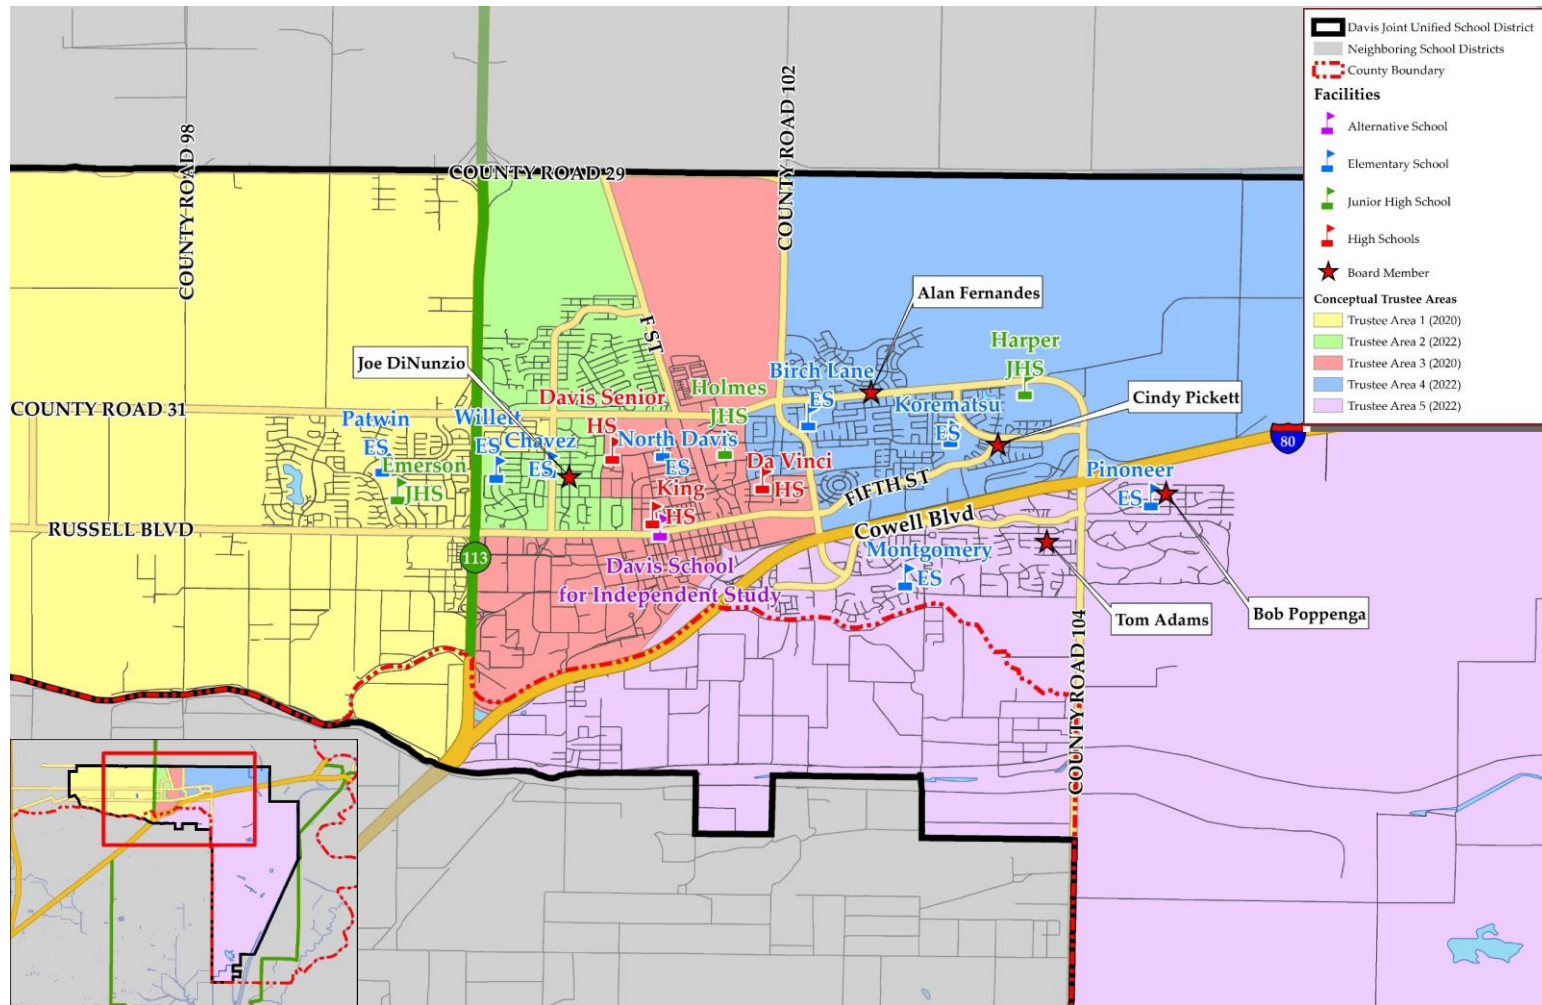 COUNTY ROAD 98
COUNTY ROAD 102
COUNTY ROAD 29
Davis Joint Unified School District
Neighboring School Districts
County Boundary
Facilities
Alternative School
Elementary School
Junior High School
High Schools
Board Member
Conceptual Trustee Areas
Trustee Area 1 (2020)
Trustee Area 2 (2022)
Trustee Area 3 (2020)
Trustee Area 4 (2022)
Trustee Area 5 (2022)
Alan Fernandes
F ST
Joe DiNunzio
Harper
JHS
Birch Lane
ES
Holmes
JHS
Cindy Pickett
COUNTY ROAD 31
Davis Senior
HS
Korematsu
ES
Patwin
ES
Willett
ES
Chavez
ES
North Davis
ES
80
Emerson
JHS
Da Vinci
HS
Pinoneer
ES
King
HS
FIFTH ST
RUSSELL BLVD
Cowell Blvd
113
Montgomery
ES
Davis School
for Independent Study
Tom Adams
Bob Poppenga
COUNTY ROAD 104